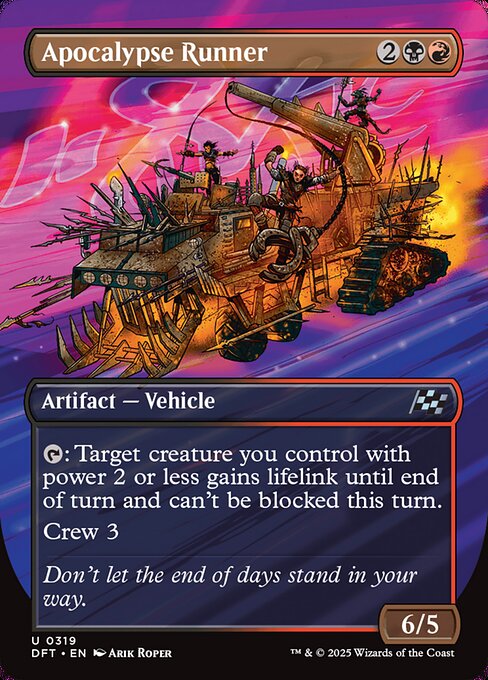 Apocalypse Runner 2
Artifact — Vehicle
: Target creature you control with
power 2 or less gains lifelink until end
of turn and can't be blocked this turn.
Crew 3
Don't let the end of days stand in your
way.
6/5
U 0319
DFT • EN Arik Roper ™ & © 2025 Wizards of the Coast